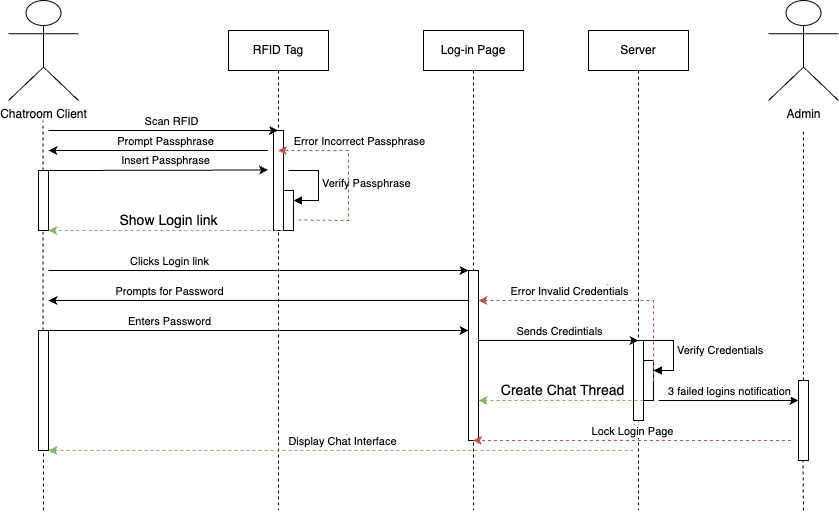 RFID Tag
Log-in Page
Server
Chatroom Client
Admin
Scan RFID
Prompt Passphrase
Error Incorrect Passphrase
Insert Passphrase
Verify Passphrase
Show Login link
Clicks Login link
Prompts for Password
Error Invalid Credentials
Enters Password
Sends Credintials
Verify Credentials
Create Chat Thread
3 failed logins notification
Lock Login Page
Display Chat Interface